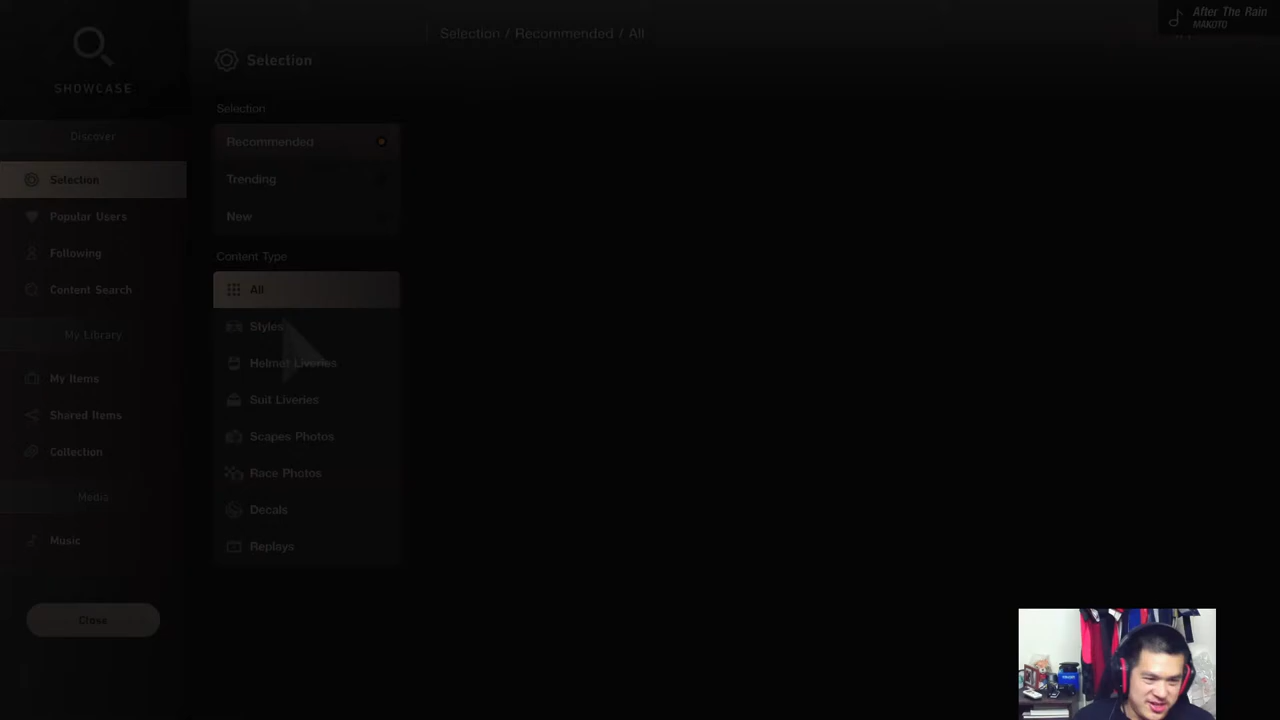 SHOWCASE
Discover
Selection
Popular Users
Following
Content Search
My Library
My Items
Shared Items
Collection
Media
Music
Close
Selection
Selection
Recommended
Trending
New
Content Type
All
Styles
Helmet Liveries
Suit Liveries
Scapes Photos
Race Photos
Decals
Replays
Selection / Recommended / All
After The Rain
MAKOTO